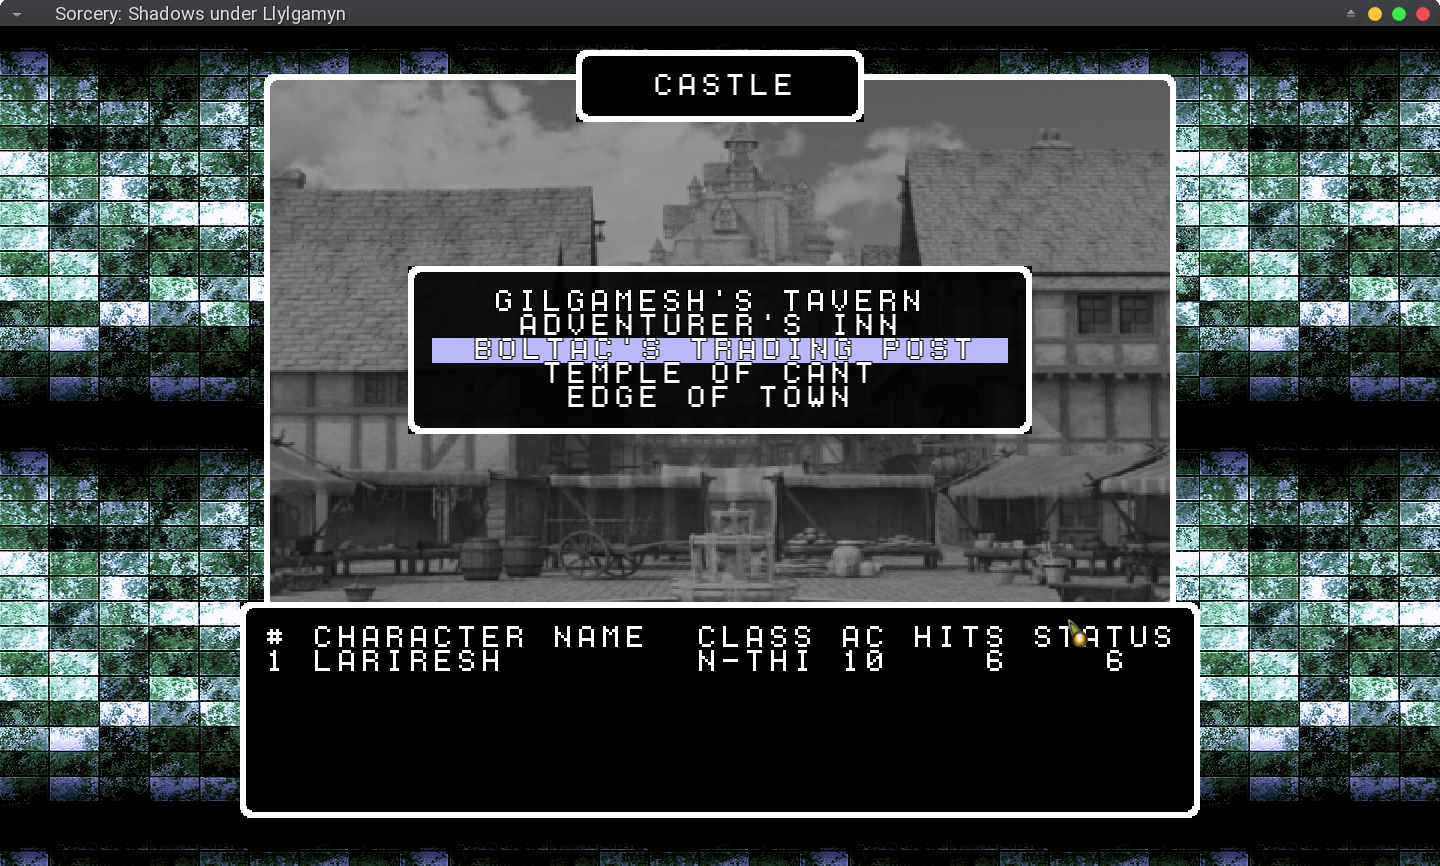 Sorcery: Shadows under Llylgamyn
CASTLE
GILGAMESH'S TAVERN
ADVENTURER'S INN
BOLTAC'S TRADING POST
TEMPLE OF CANT
EDGE OF TOWN
# CHARACTER NAME CLASS AC HITS STATUS
1 LARIRESH N-THI 10 6 6